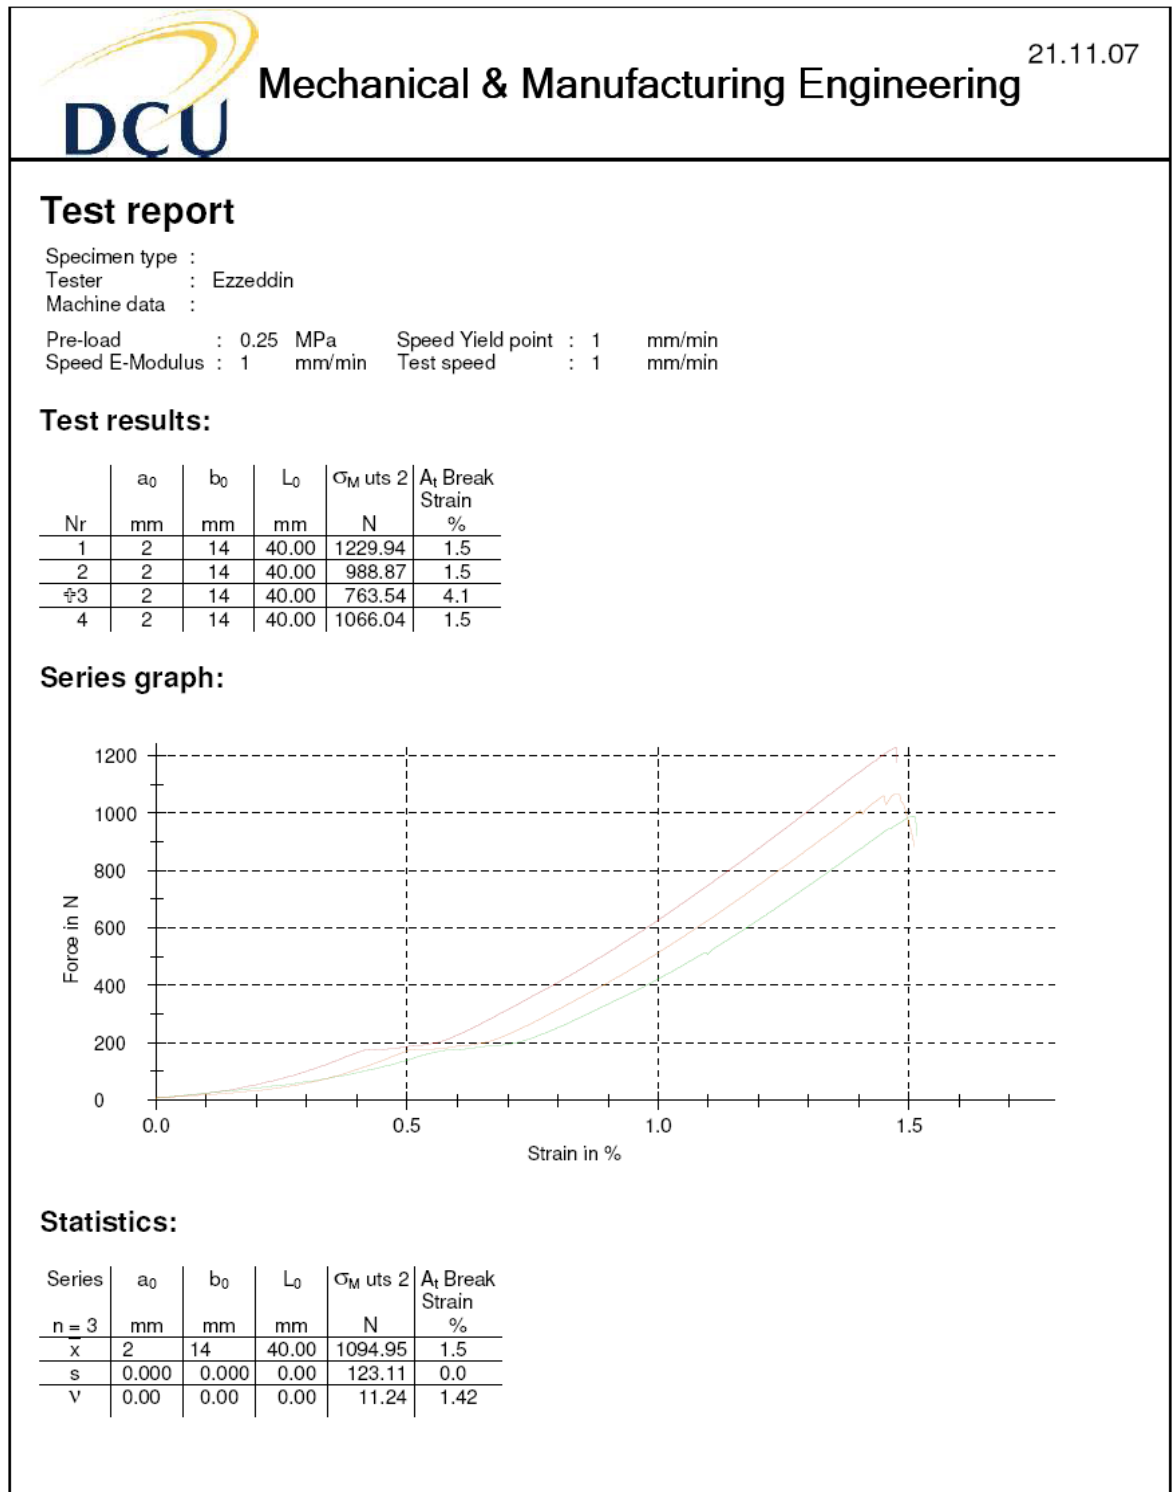 21.11.07
DCU Mechanical & Manufacturing Engineering
Test report
Specimen type :
Tester : Ezzeddin
Machine data :
Pre-load : 0.25 MPa Speed Yield point : 1 mm/min
Speed E-Modulus : 1 mm/min Test speed : 1 mm/min
Test results:
a₀ b₀ L₀ σM uts 2 At Break
Strain
Nr mm mm mm N %
1 2 14 40.00 1229.94 1.5
2 2 14 40.00 988.87 1.5
✞3 2 14 40.00 763.54 4.1
4 2 14 40.00 1066.04 1.5
Series graph:
1200
1000
800
600
400
200
0
Force in N
0.0 0.5 1.0 1.5
Strain in %
Statistics:
Series a₀ b₀ L₀ σM uts 2 At Break
Strain
n = 3 mm mm mm N %
x̄ 2 14 40.00 1094.95 1.5
s 0.000 0.000 0.00 123.11 0.0
ν 0.00 0.00 0.00 11.24 1.42